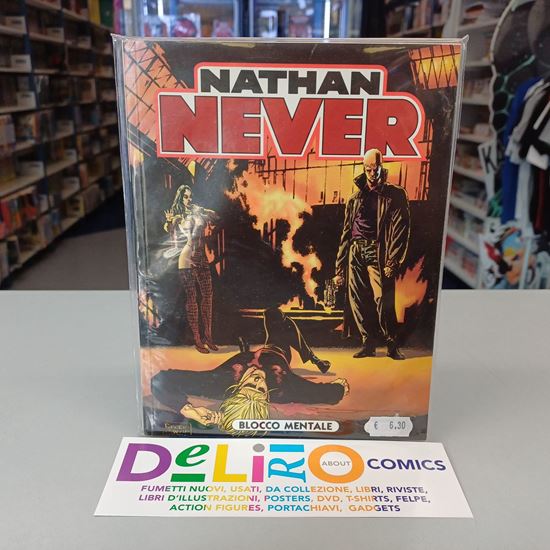 NATHAN
NEVER
BLOCCO MENTALE
€ 6.30
DELIRIO ABOUT COMICS
FUMETTI NUOVI, USATI, DA COLLEZIONE, LIBRI, RIVISTE,
LIBRI D'ILLUSTRAZIONI, POSTERS, DVD, T-SHIRTS, FELPE,
ACTION FIGURES, PORTACHIAVI, GADGETS